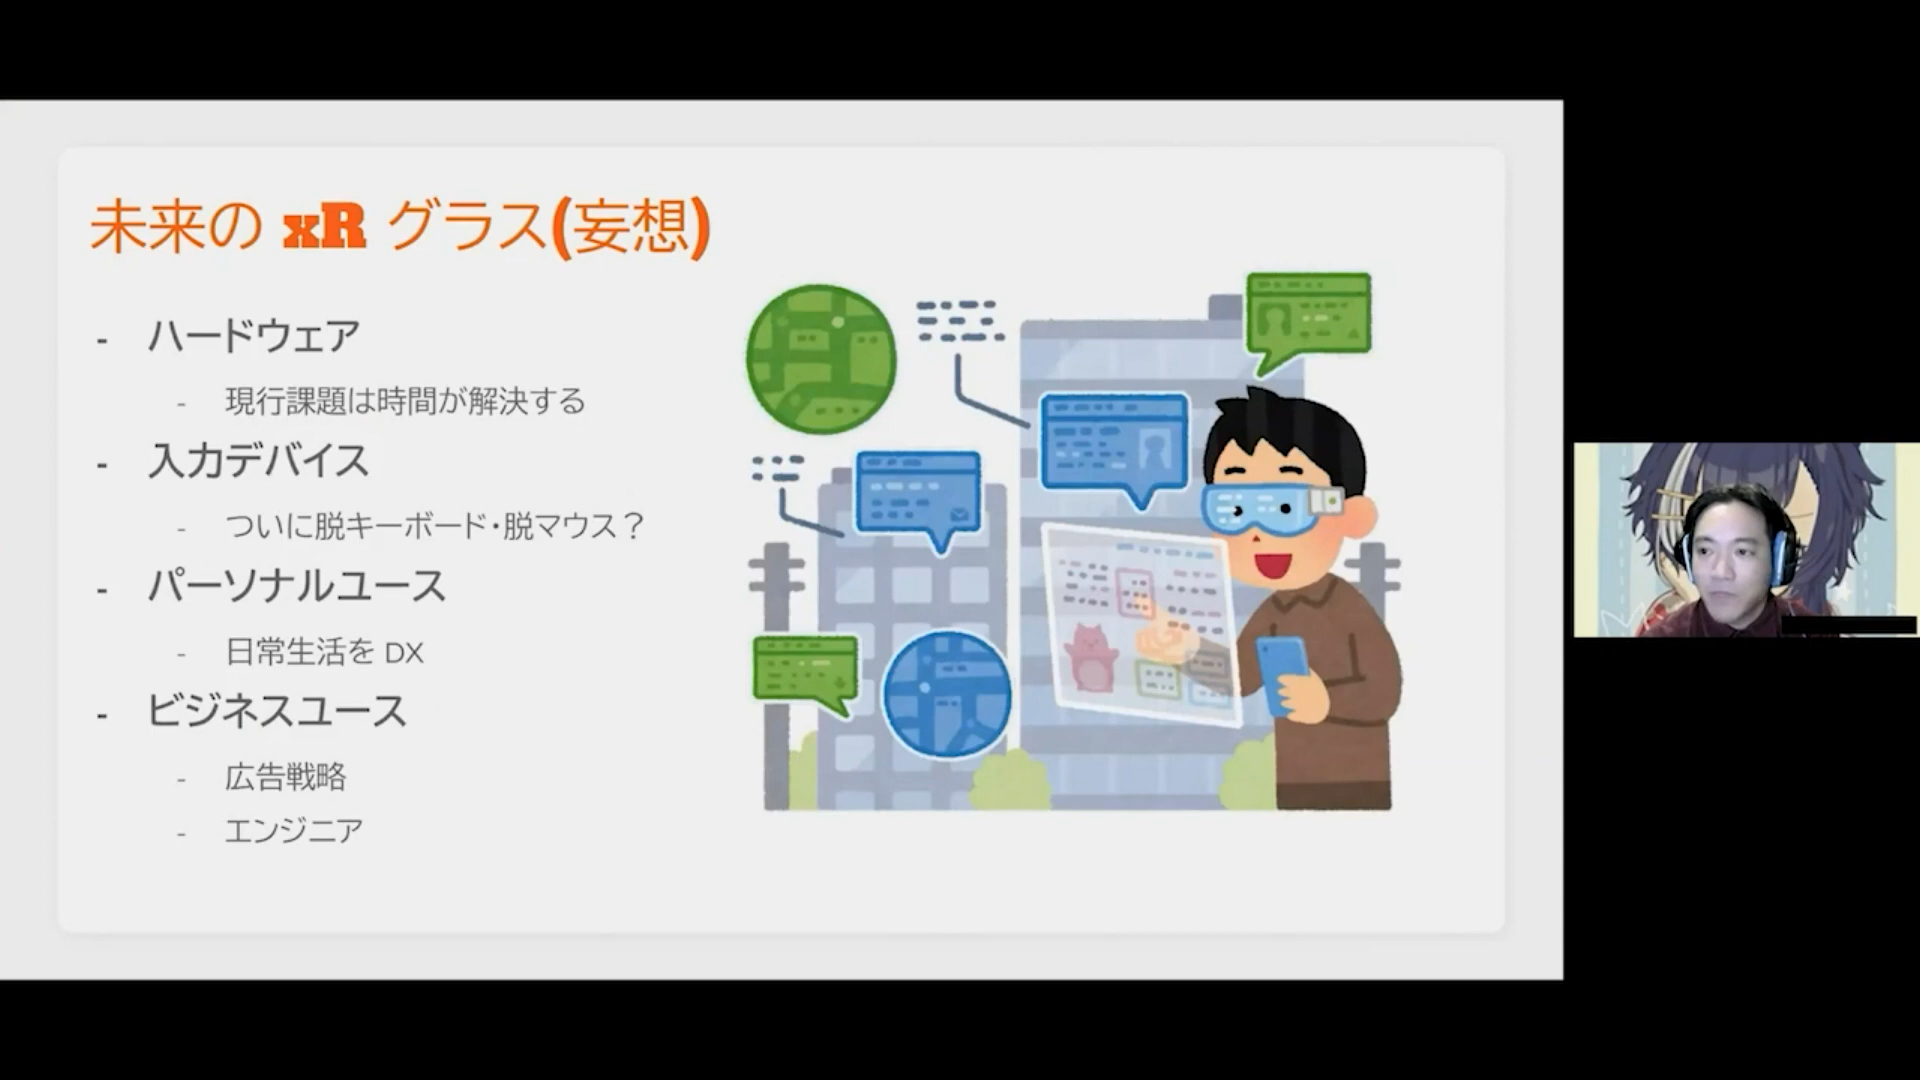 未来の xR グラス(妄想)
- ハードウェア
- 現行課題は時間が解決する
- 入力デバイス
- ついに脱キーボード・脱マウス？
- パーソナルユース
- 日常生活を DX
- ビジネスユース
- 広告戦略
- エンジニア